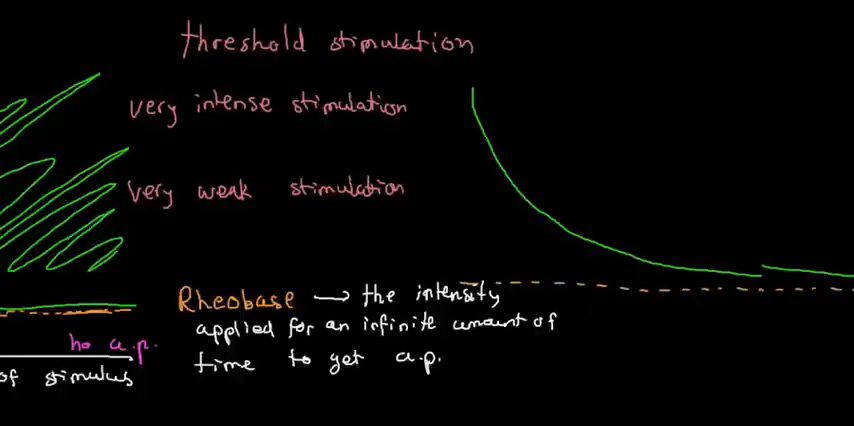 threshold stimulation
very intense stimulation
very weak stimulation
Rheobase → the intensity
applied for an infinite amount of
time to get a.p.
no a.p.
of stimulus